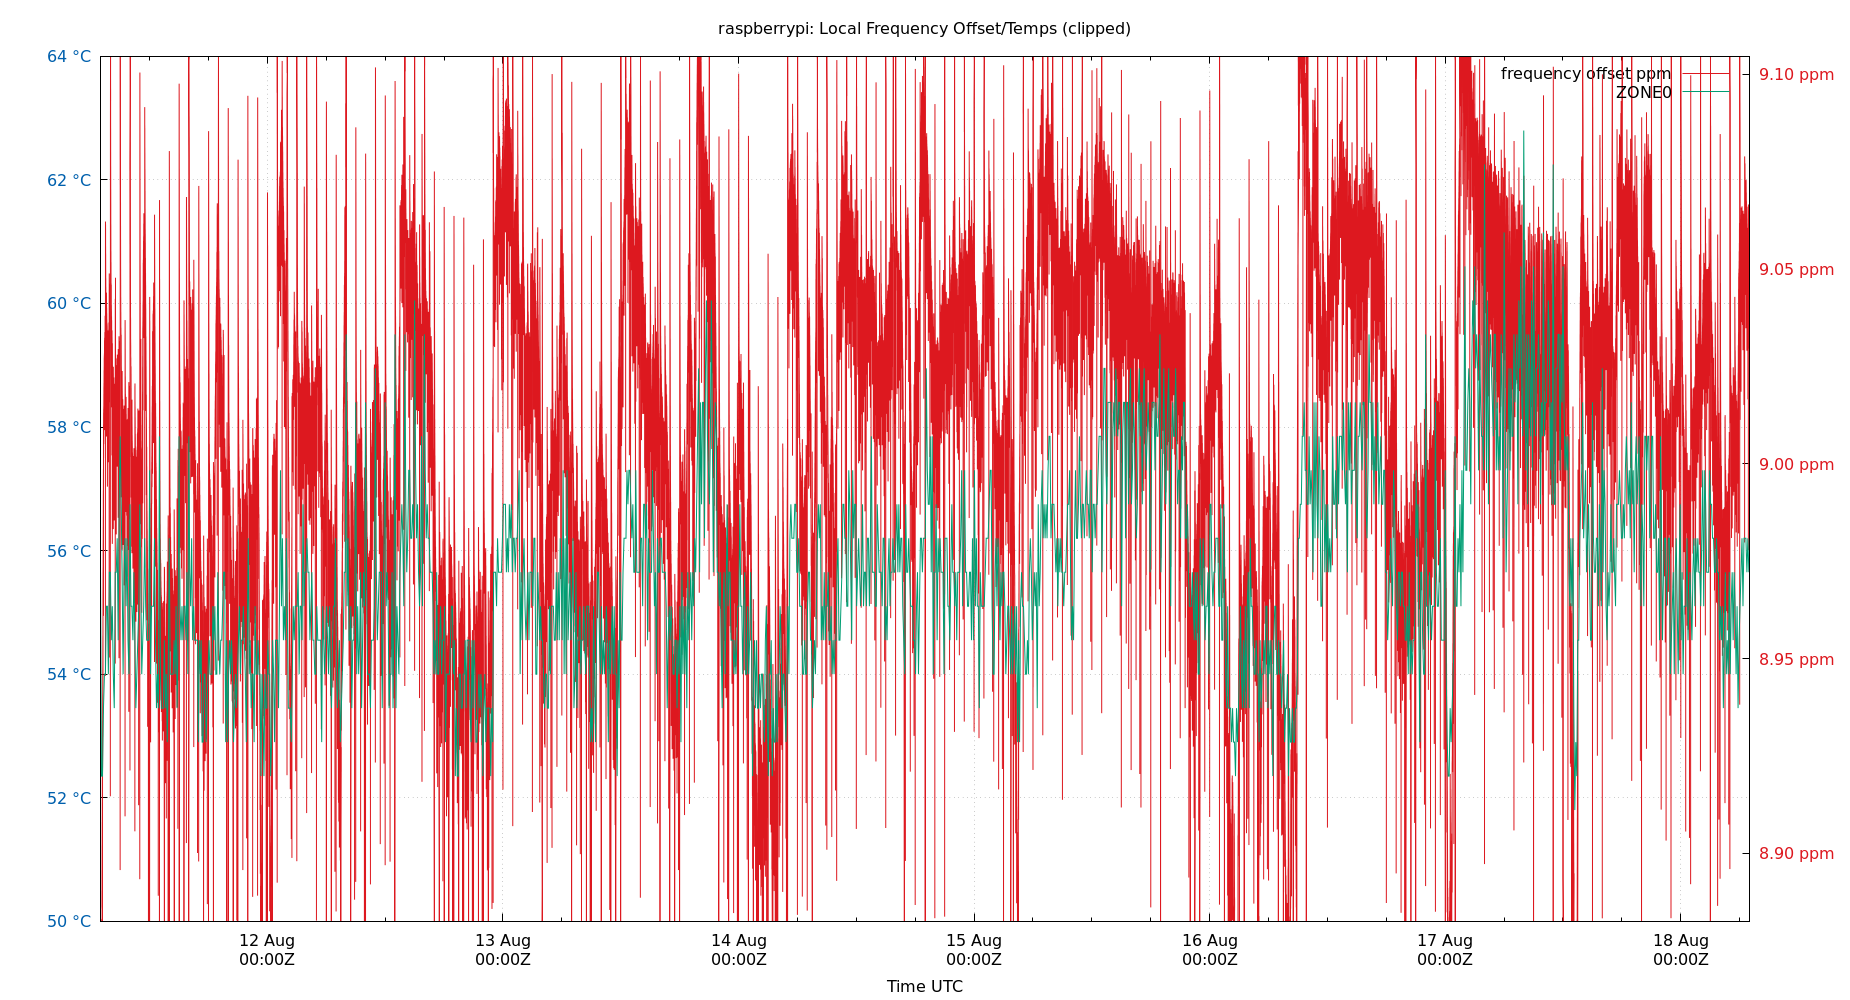 raspberrypi: Local Frequency Offset/Temps (clipped)
64 °C
62 °C
60 °C
58 °C
56 °C
54 °C
52 °C
50 °C
frequency offset ppm
ZONE0
9.10 ppm
9.05 ppm
9.00 ppm
8.95 ppm
8.90 ppm
12 Aug
00:00Z
13 Aug
00:00Z
14 Aug
00:00Z
15 Aug
00:00Z
16 Aug
00:00Z
17 Aug
00:00Z
18 Aug
00:00Z
Time UTC